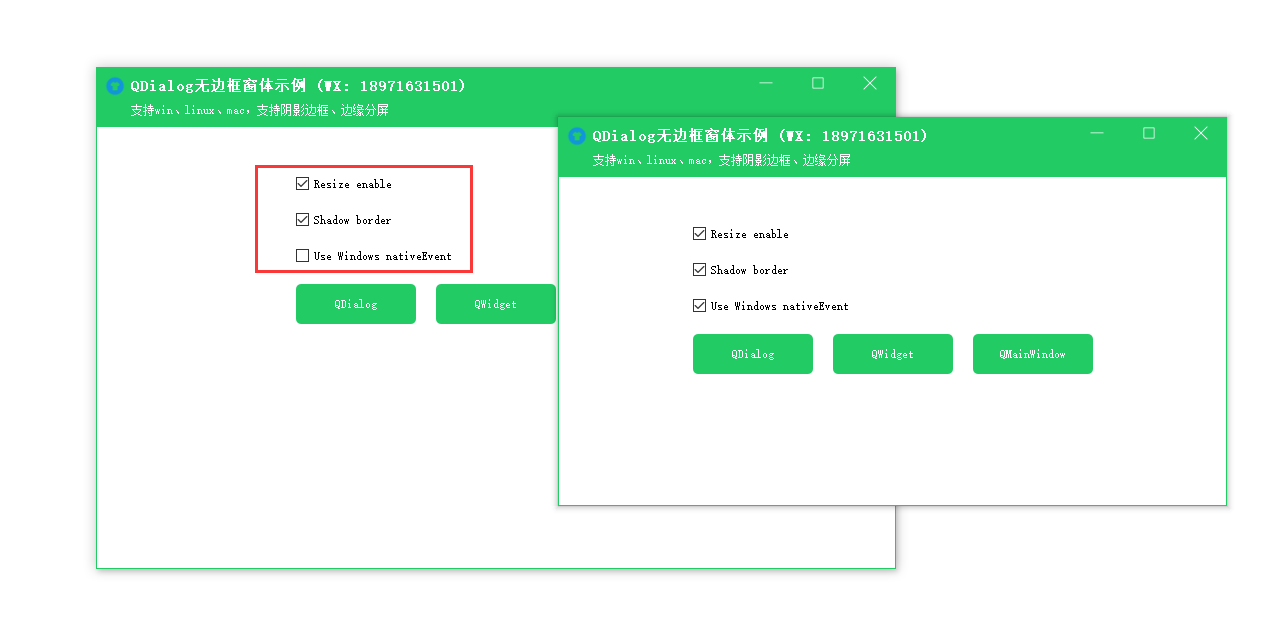 QDialog无边框窗体示例 (WX: 18971631501)
支持win、linux、mac，支持阴影边框、边缘分屏
Resize enable
Shadow border
Use Windows nativeEvent
QDialog
QWidget
QDialog无边框窗体示例 (WX: 18971631501)
支持win、linux、mac，支持阴影边框、边缘分屏
Resize enable
Shadow border
Use Windows nativeEvent
QDialog
QWidget
QMainWindow